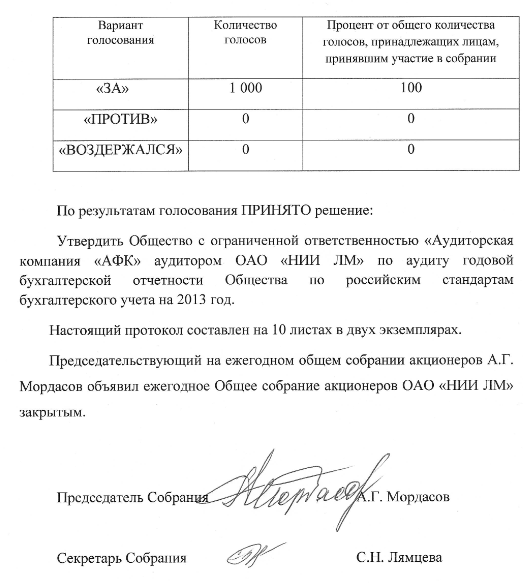 Вариант голосования
Количество голосов
Процент от общего количества голосов, принадлежащих лицам, принявшим участие в собрании
«ЗА» 1 000 100
«ПРОТИВ» 0 0
«ВОЗДЕРЖАЛСЯ» 0 0
По результатам голосования ПРИНЯТО решение:
Утвердить Общество с ограниченной ответственностью «Аудиторская
компания «АФК» аудитором ОАО «НИИ ЛМ» по аудиту годовой
бухгалтерской отчетности Общества по российским стандартам
бухгалтерского учета на 2013 год.
Настоящий протокол составлен на 10 листах в двух экземплярах.
Председательствующий на ежегодном общем собрании акционеров А.Г.
Мордасов объявил ежегодное Общее собрание акционеров ОАО «НИИ ЛМ»
закрытым.
Председатель Собрания А.Г. Мордасов
Секретарь Собрания С.Н. Лямцева